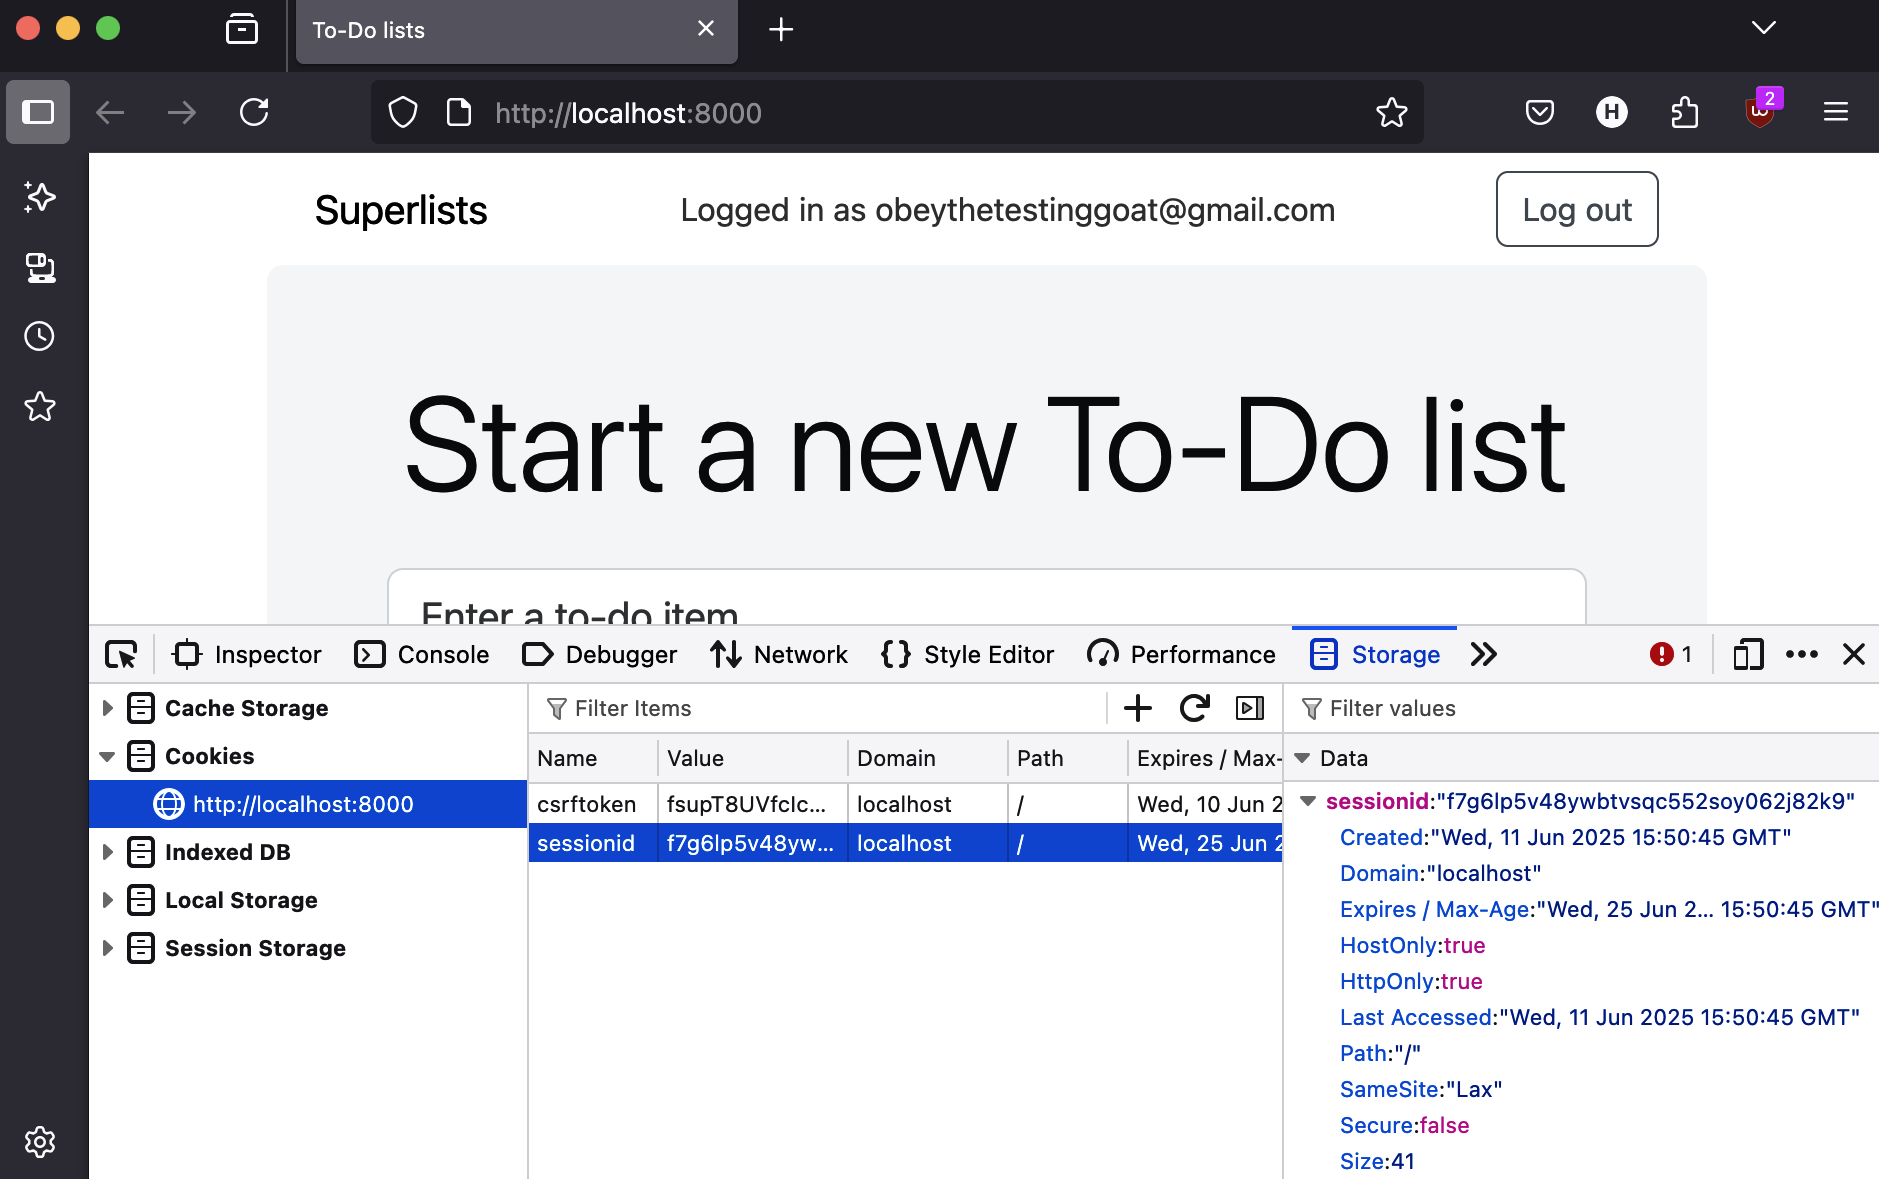 To-Do lists
http://localhost:8000
H
2
Superlists
Logged in as obeythetestinggoat@gmail.com
Log out
Start a new To-Do list
Enter a to-do item
Inspector
Console
Debugger
Network
Style Editor
Performance
Storage
1
Cache Storage
Cookies
http://localhost:8000
Indexed DB
Local Storage
Session Storage
Filter Items
Name Value Domain Path Expires / Max-
csrftoken fsupT8UVfcIc... localhost / Wed, 10 Jun 2
sessionid f7g6lp5v48yw... localhost / Wed, 25 Jun 2
Filter values
Data
sessionid:"f7g6lp5v48ywbtvsqc552soy062j82k9"
Created:"Wed, 11 Jun 2025 15:50:45 GMT"
Domain:"localhost"
Expires / Max-Age:"Wed, 25 Jun 2... 15:50:45 GMT"
HostOnly:true
HttpOnly:true
Last Accessed:"Wed, 11 Jun 2025 15:50:45 GMT"
Path:"/"
SameSite:"Lax"
Secure:false
Size:41